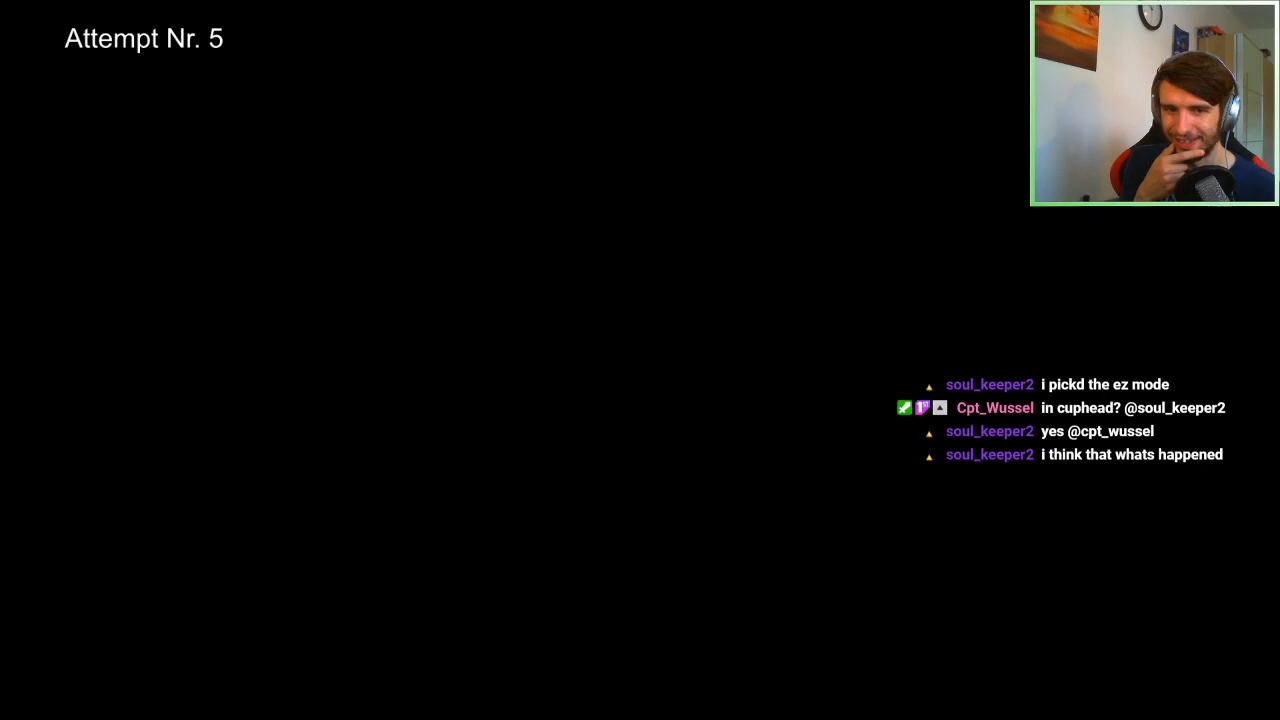 Attempt Nr. 5
soul_keeper2 i pickd the ez mode
Cpt_Wussel in cuphead? @soul_keeper2
soul_keeper2 yes @cpt_wussel
soul_keeper2 i think that whats happened